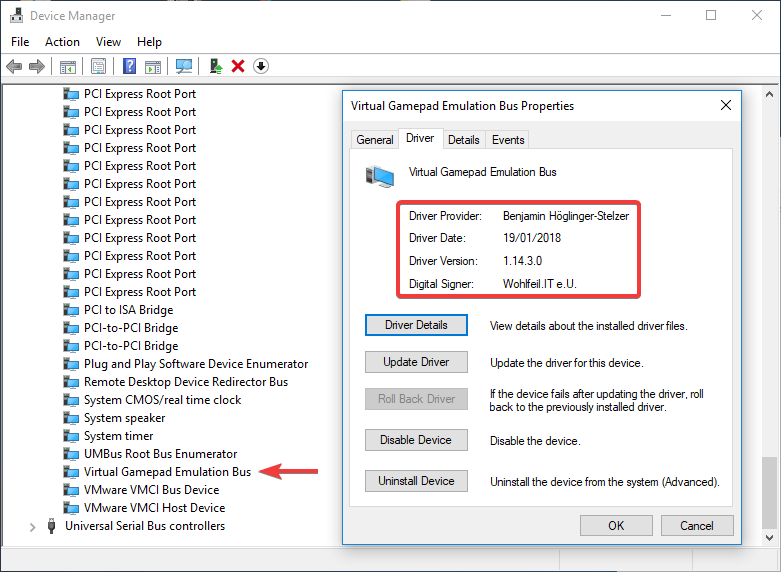 Device Manager
File Action View Help
PCI Express Root Port
PCI Express Root Port
PCI Express Root Port
PCI Express Root Port
PCI Express Root Port
PCI Express Root Port
PCI Express Root Port
PCI Express Root Port
PCI Express Root Port
PCI Express Root Port
PCI Express Root Port
PCI Express Root Port
PCI to ISA Bridge
PCI-to-PCI Bridge
PCI-to-PCI Bridge
Plug and Play Software Device Enumerator
Remote Desktop Device Redirector Bus
System CMOS/real time clock
System speaker
System timer
UMBus Root Bus Enumerator
Virtual Gamepad Emulation Bus
VMware VMCI Bus Device
VMware VMCI Host Device
Universal Serial Bus controllers
Virtual Gamepad Emulation Bus Properties
General Driver Details Events
Virtual Gamepad Emulation Bus
Driver Provider: Benjamin Höglinger-Stelzer
Driver Date: 19/01/2018
Driver Version: 1.14.3.0
Digital Signer: Wohlfeil.IT e.U.
Driver Details View details about the installed driver files.
Update Driver Update the driver for this device.
Roll Back Driver If the device fails after updating the driver, roll
back to the previously installed driver.
Disable Device Disable the device.
Uninstall Device Uninstall the device from the system (Advanced).
OK Cancel